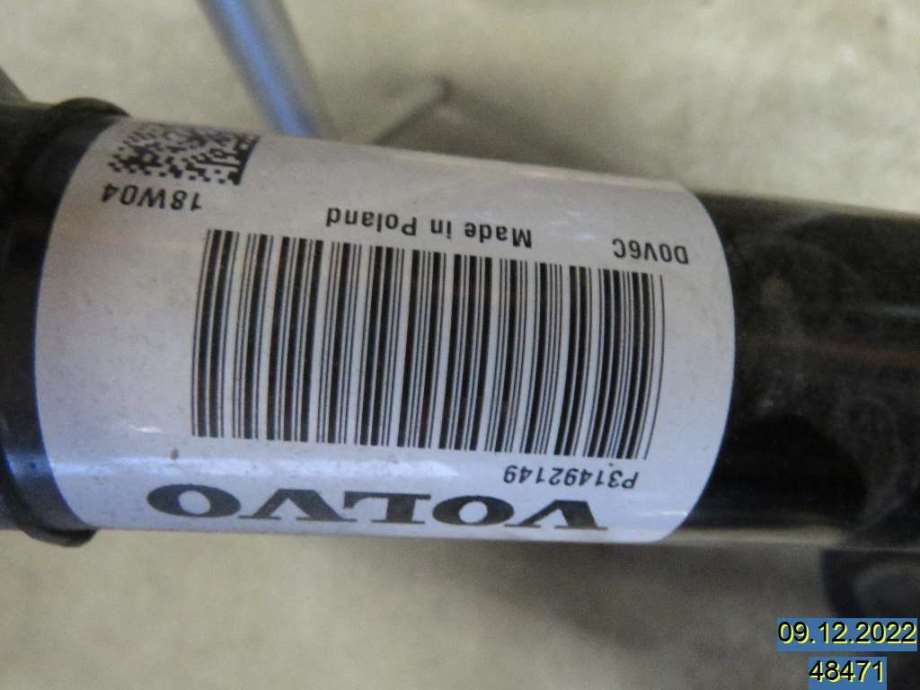 VOLVO
P31492149
D0V6C Made in Poland
18W04
09.12.2022
48471